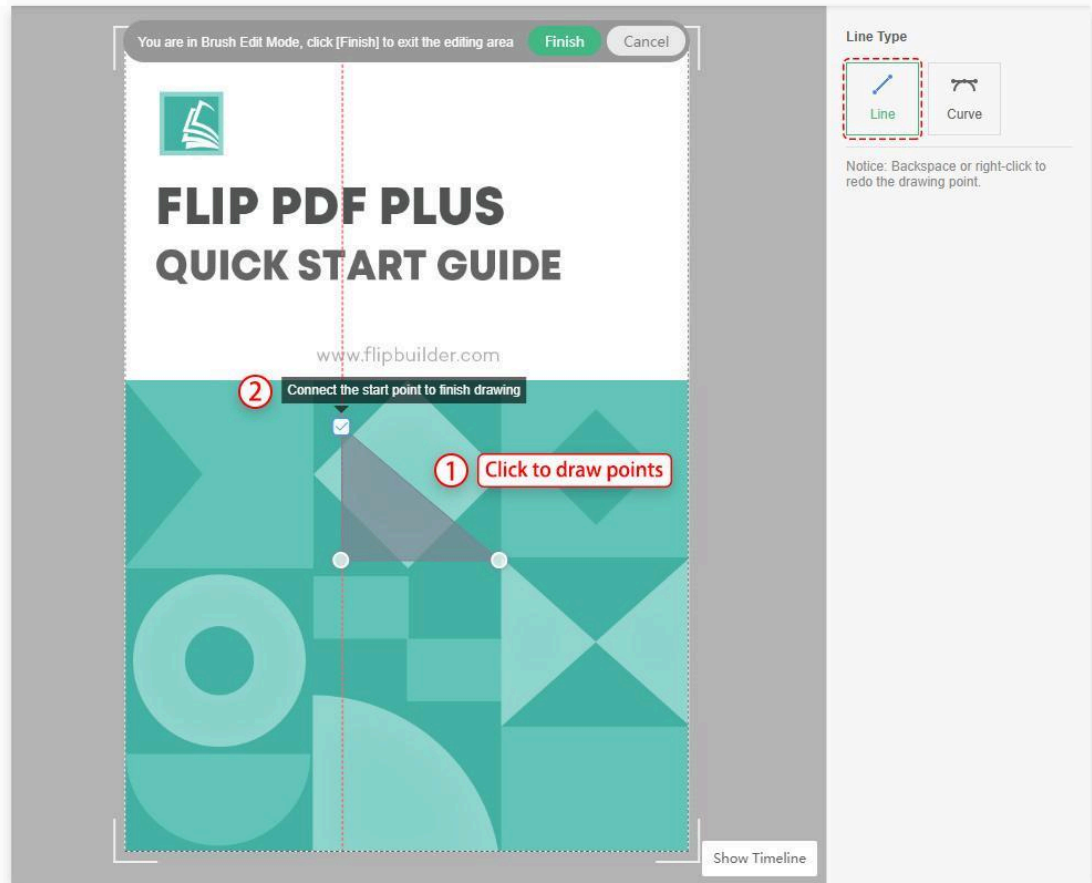 You are in Brush Edit Mode, click [Finish] to exit the editing area
Finish
Cancel
FLIP PDF PLUS
QUICK START GUIDE
www.flipbuilder.com
2
Connect the start point to finish drawing
1
Click to draw points
Show Timeline
Line Type
Line
Curve
Notice: Backspace or right-click to
redo the drawing point.